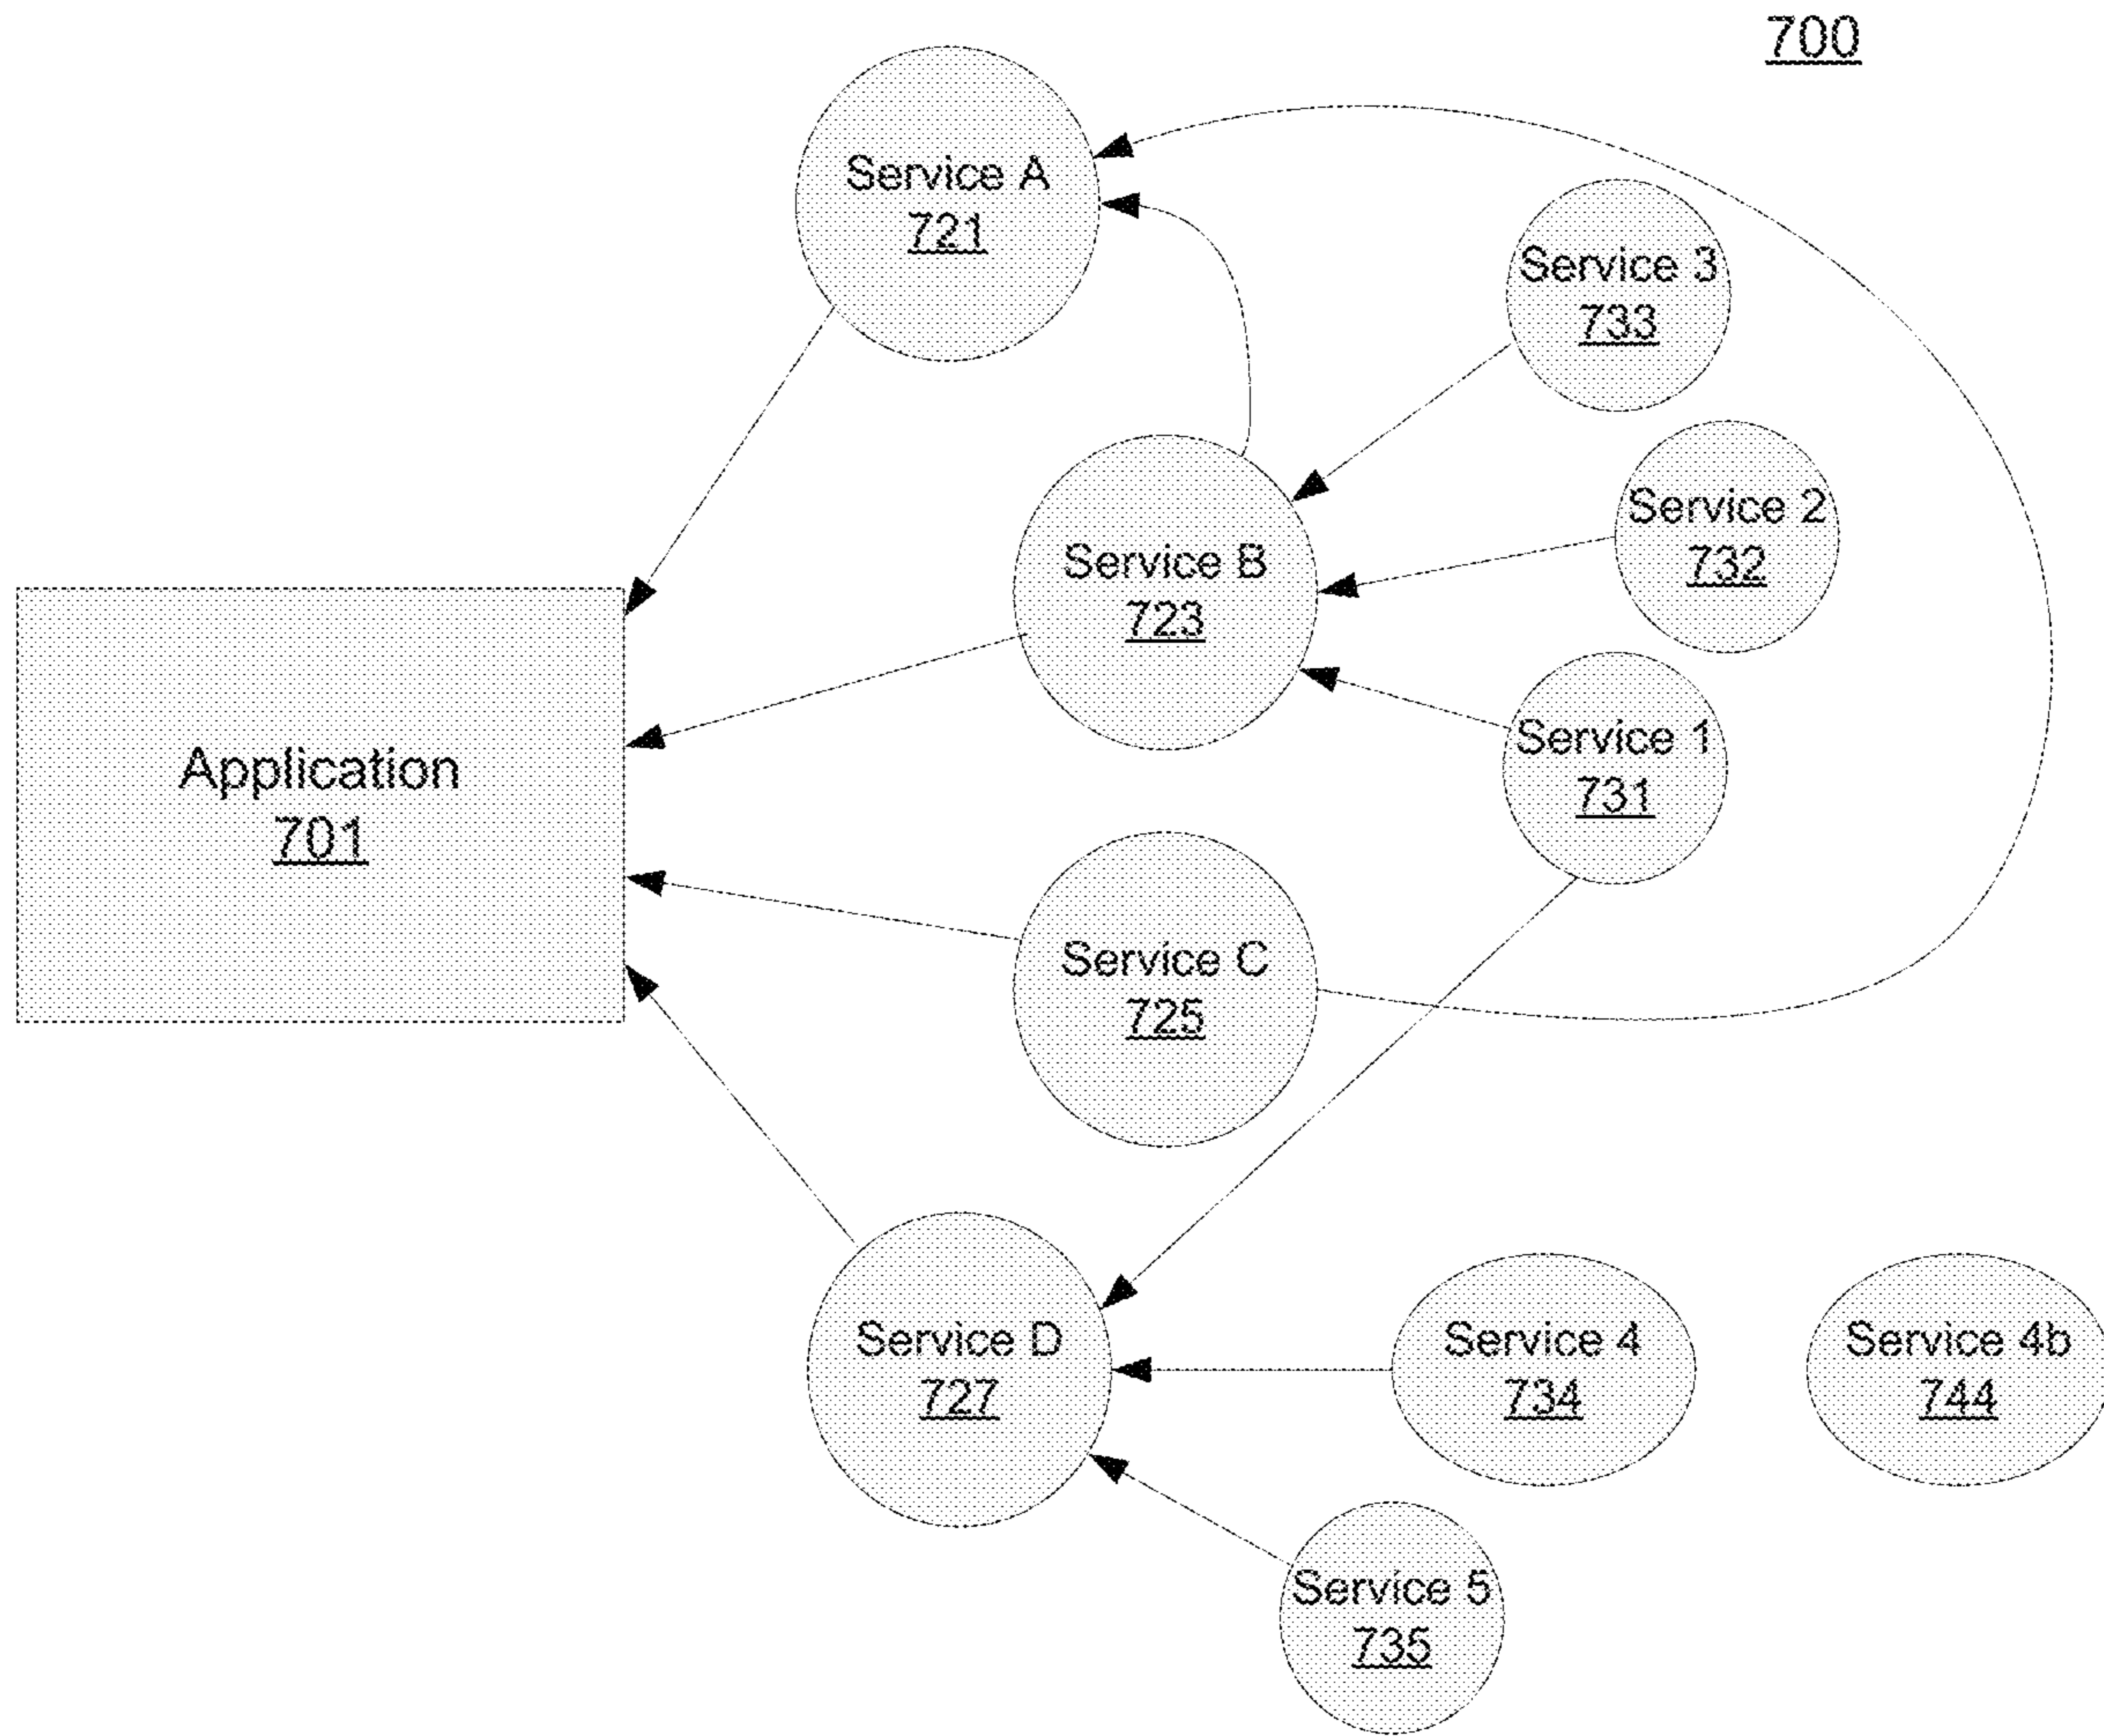 700
Service A
721
Service 3
733
Service 2
732
Service B
723
Service 1
731
Application
701
Service C
725
Service D
727
Service 4
734
Service 4b
744
Service 5
735